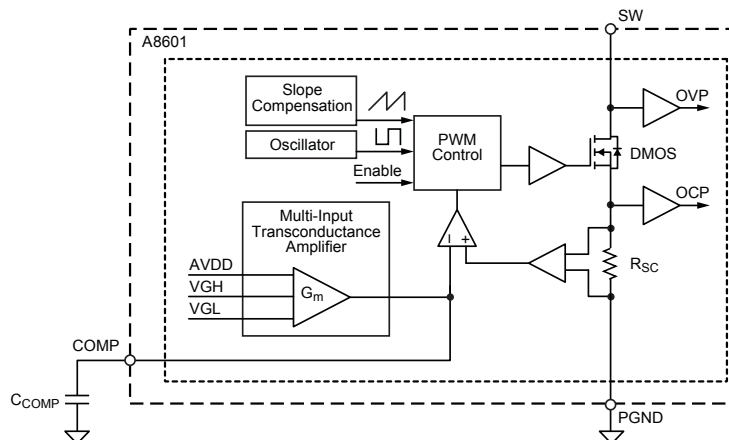 SW
A8601
Slope
Compensation
OVP
Oscillator
PWM
Control
DMOS
Enable
OCP
Multi-Input
Transconductance
Amplifier
– +
AVDD
VGH
VGL
Gm
RSC
COMP
CCOMP
PGND